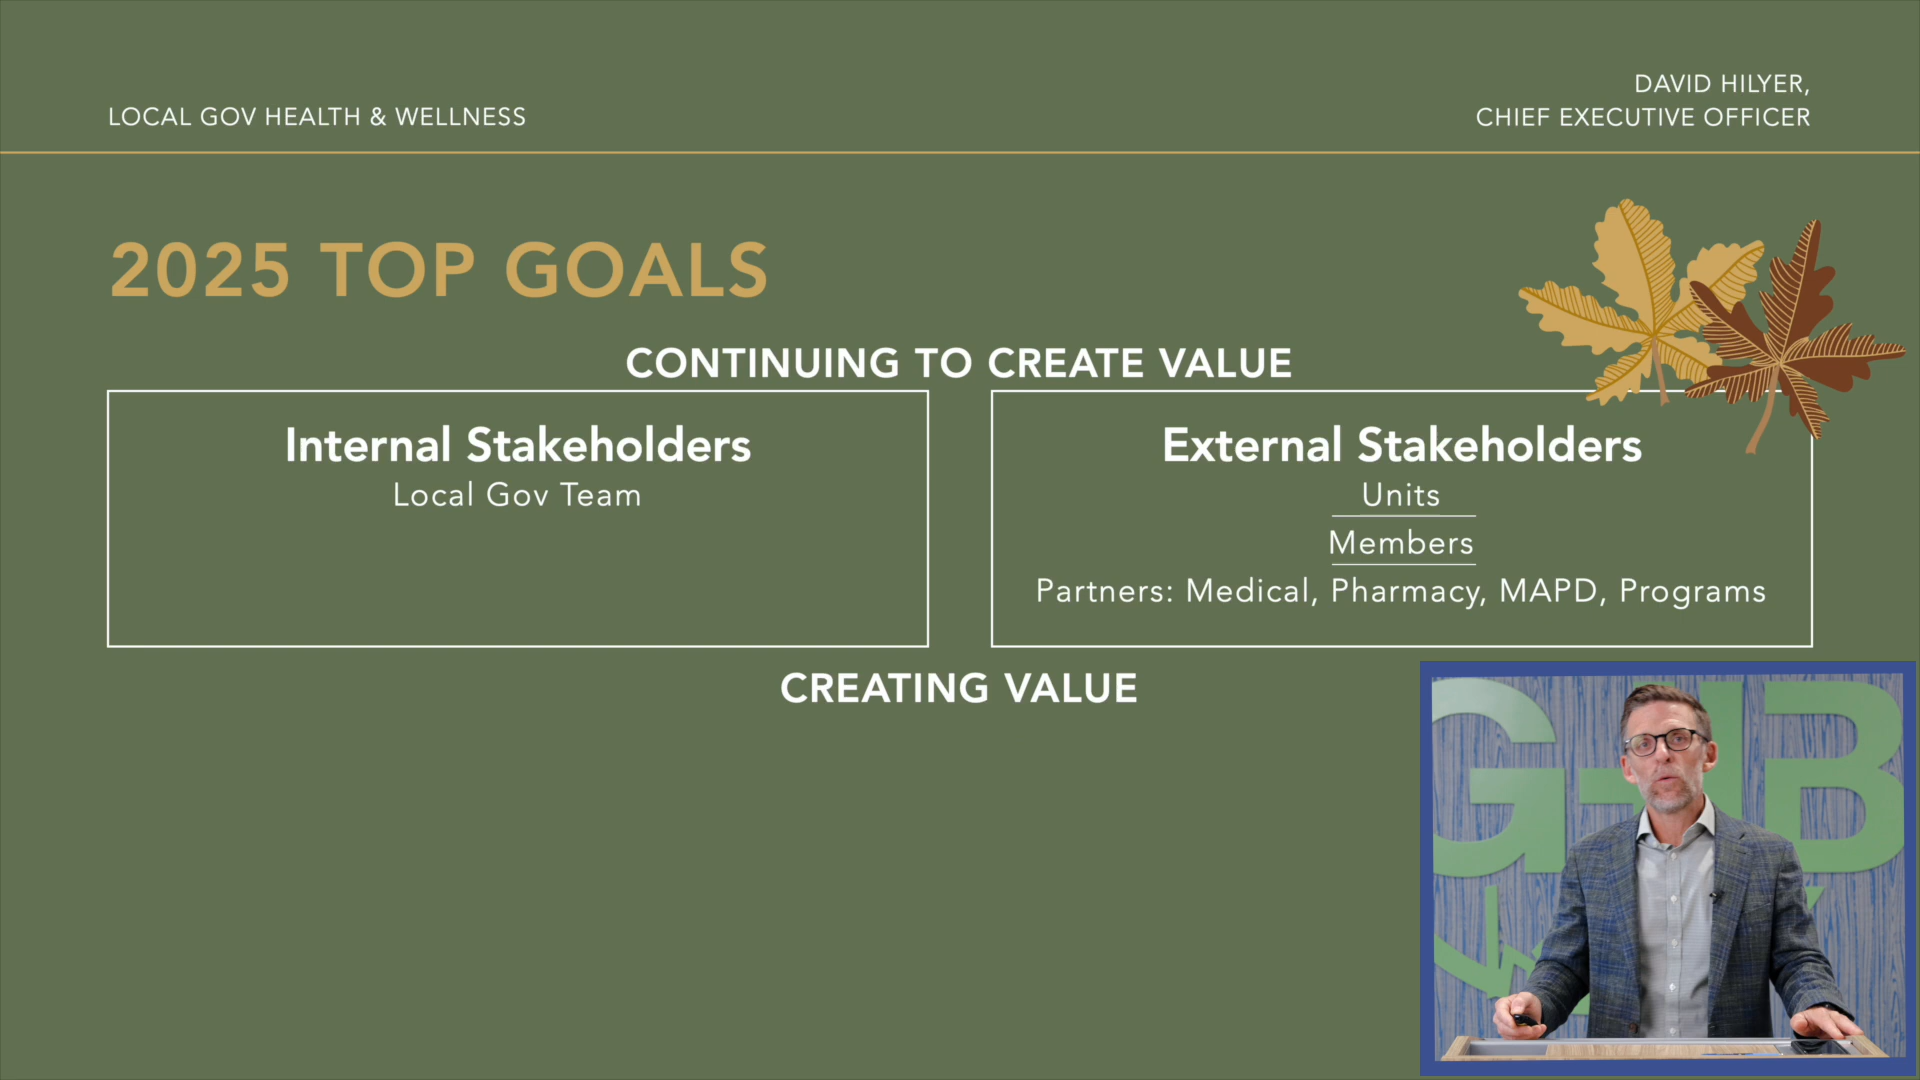 LOCAL GOV HEALTH & WELLNESS
DAVID HILYER,
CHIEF EXECUTIVE OFFICER
2025 TOP GOALS
CONTINUING TO CREATE VALUE
Internal Stakeholders
Local Gov Team
External Stakeholders
Units
Members
Partners: Medical, Pharmacy, MAPD, Programs
CREATING VALUE